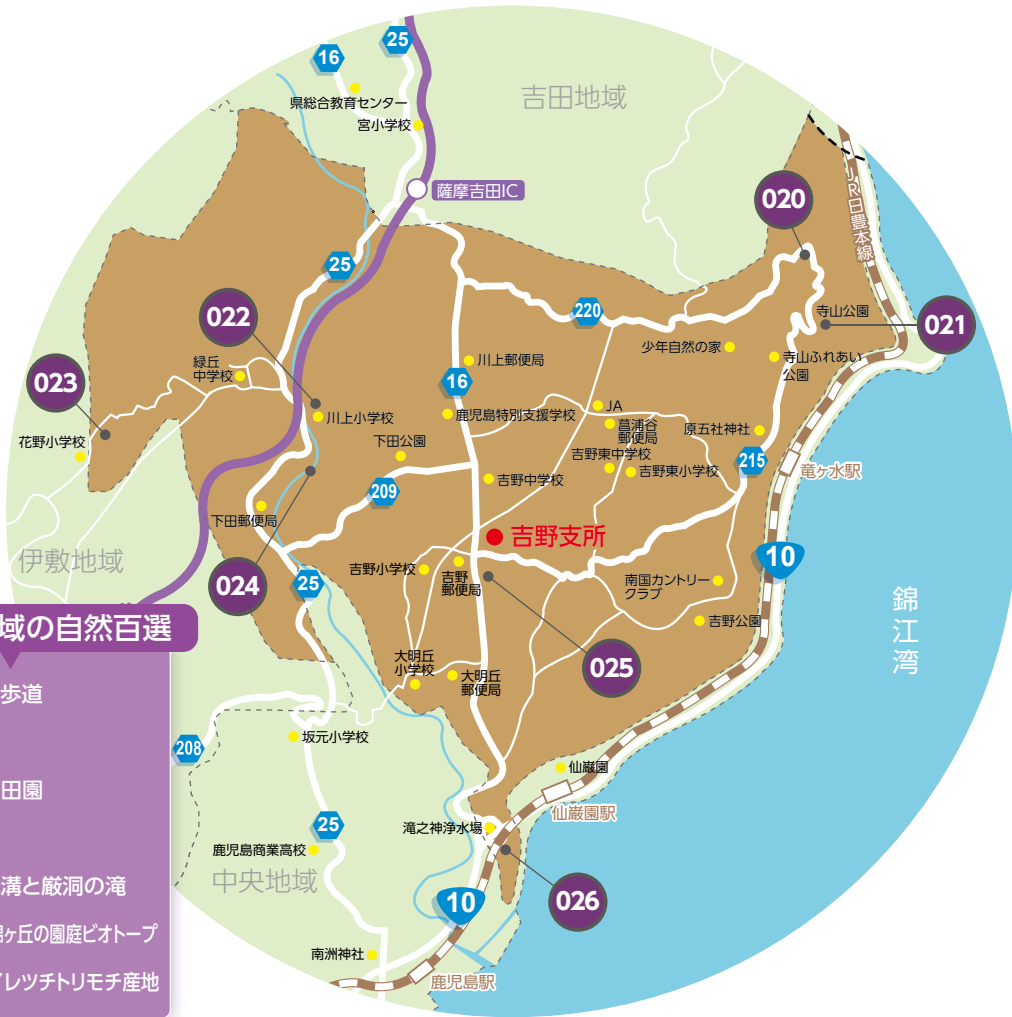 25
16
県総合教育センター
宮小学校
吉田地域
薩摩吉田IC
JR日豊本線
020
25
220
022
寺山公園
021
少年自然の家
寺山ふれあい
公園
緑丘
中学校
川上郵便局
16
023
川上小学校
鹿児島特別支援学校
JA
菖蒲谷
郵便局
原五社神社
花野小学校
下田公園
吉野東中学校
吉野東小学校
215
竜ヶ水駅
209
吉野中学校
下田郵便局
吉野支所
伊敷地域
10
024
25
吉野小学校
吉野
郵便局
南国カントリー
クラブ
錦江湾
吉野公園
域の自然百選
大明丘
小学校
大明丘
郵便局
025
歩道
坂元小学校
208
仙巌園
田園
仙巌園駅
25
滝之神浄水場
鹿児島商業高校
中央地域
溝と厳洞の滝
10
026
ヶ丘の園庭ビオトープ
レツチトリモチ産地
南洲神社
鹿児島駅